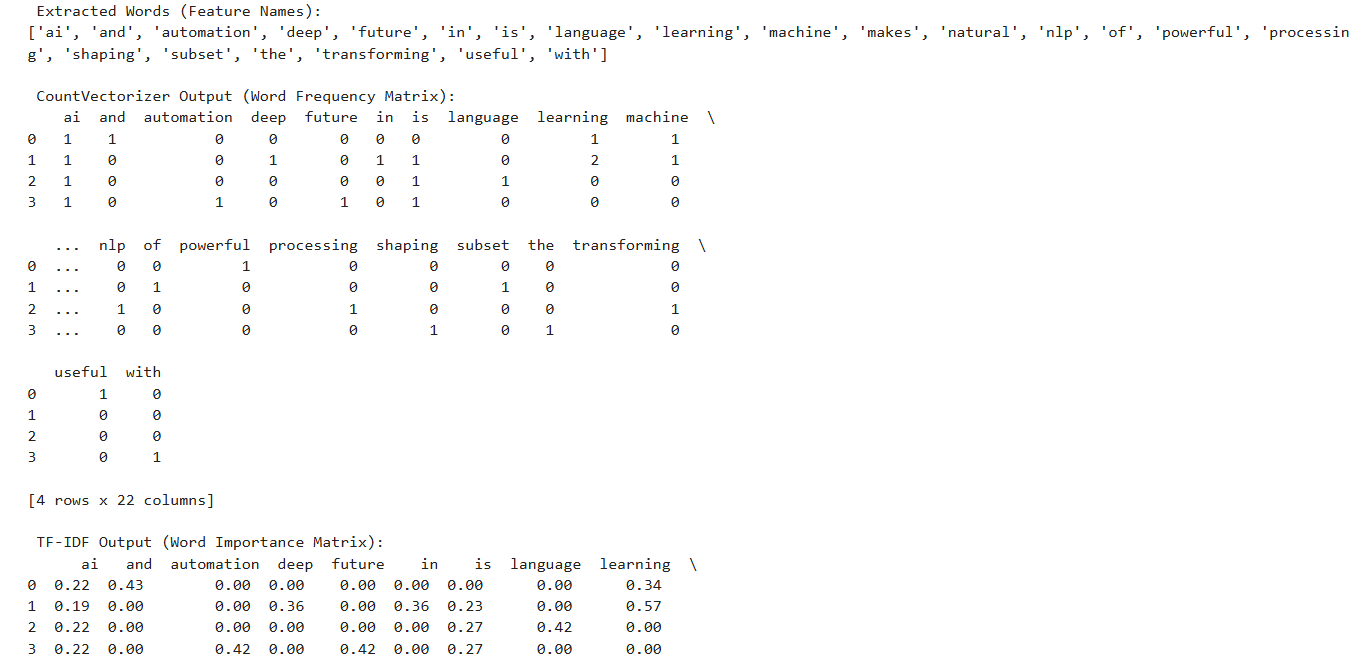 Extracted Words (Feature Names):
['ai', 'and', 'automation', 'deep', 'future', 'in', 'is', 'language', 'learning', 'machine', 'makes', 'natural', 'nlp', 'of', 'powerful', 'processin
g', 'shaping', 'subset', 'the', 'transforming', 'useful', 'with']
CountVectorizer Output (Word Frequency Matrix):
ai and automation deep future in is language learning machine \
0 1 1 0 0 0 0 0 0 1 1
1 1 0 0 1 0 1 1 0 2 1
2 1 0 0 0 0 0 1 1 0 0
3 1 0 1 0 1 0 1 0 0 0
... nlp of powerful processing shaping subset the transforming \
0 ... 0 0 1 0 0 0 0 0
1 ... 0 1 0 0 0 1 0 0
2 ... 1 0 0 1 0 0 0 1
3 ... 0 0 0 0 1 0 1 0
useful with
0 1 0
1 0 0
2 0 0
3 0 1
[4 rows x 22 columns]
TF-IDF Output (Word Importance Matrix):
ai and automation deep future in is language learning \
0 0.22 0.43 0.00 0.00 0.00 0.00 0.00 0.00 0.34
1 0.19 0.00 0.00 0.36 0.00 0.36 0.23 0.00 0.57
2 0.22 0.00 0.00 0.00 0.00 0.00 0.27 0.42 0.00
3 0.22 0.00 0.42 0.00 0.42 0.00 0.27 0.00 0.00